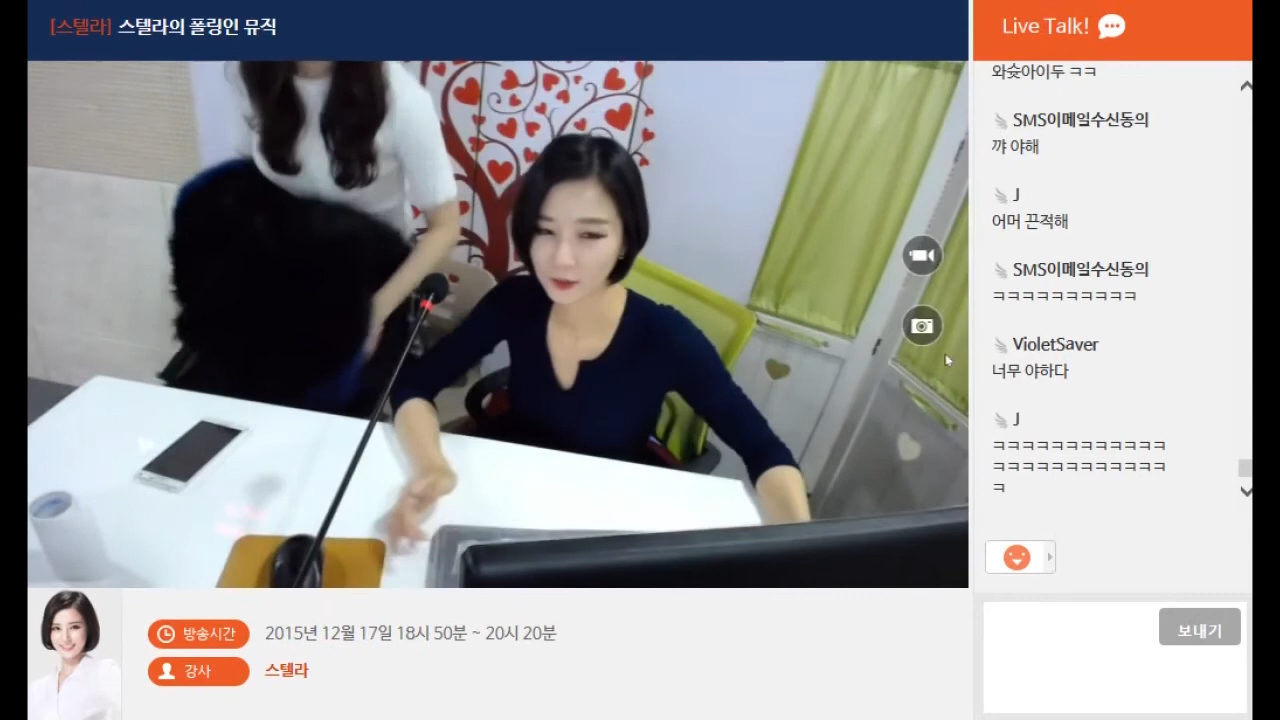 [스텔라] 스텔라의 폴링인 뮤직
Live Talk!
와슞아이두 ㅋㅋ
SMS이메일수신동의
꺄 야해
J
어머 끈적해
SMS이메일수신동의
ㅋㅋㅋㅋㅋㅋㅋㅋㅋㅋ
VioletSaver
너무 야하다
J
ㅋㅋㅋㅋㅋㅋㅋㅋㅋㅋㅋㅋ
ㅋㅋㅋㅋㅋㅋㅋㅋㅋㅋㅋㅋ
ㅋ
보내기
방송시간 2015년 12월 17일 18시 50분 ~ 20시 20분
강사 스텔라